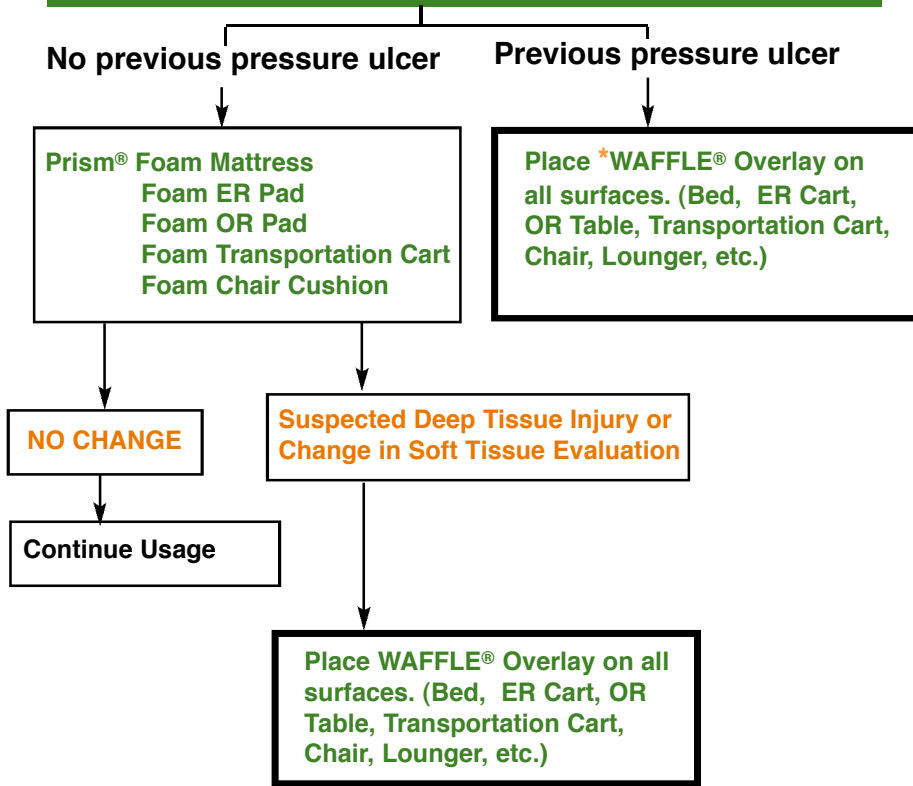 No previous pressure ulcer
Previous pressure ulcer
Prism® Foam Mattress
Foam ER Pad
Foam OR Pad
Foam Transportation Cart
Foam Chair Cushion
Place *WAFFLE® Overlay on
all surfaces. (Bed, ER Cart,
OR Table, Transportation Cart,
Chair, Lounger, etc.)
NO CHANGE
Suspected Deep Tissue Injury or
Change in Soft Tissue Evaluation
Continue Usage
Place WAFFLE® Overlay on all
surfaces. (Bed, ER Cart, OR
Table, Transportation Cart,
Chair, Lounger, etc.)